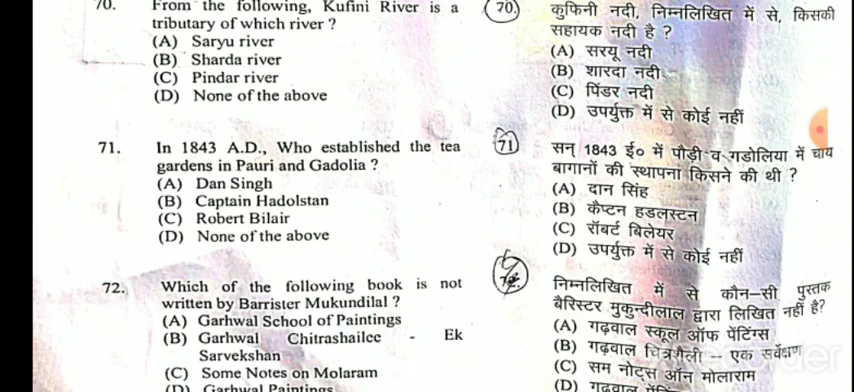 70. From the following, Kufini River is a
tributary of which river ?
(A) Saryu river
(B) Sharda river
(C) Pindar river
(D) None of the above
71. In 1843 A.D., Who established the tea
gardens in Pauri and Gadolia ?
(A) Dan Singh
(B) Captain Hadolstan
(C) Robert Bilair
(D) None of the above
72. Which of the following book is not
written by Barrister Mukundilal ?
(A) Garhwal School of Paintings
(B) Garhwal Chitrashailee - Ek
Sarvekshan
(C) Some Notes on Molaram
(D) Garhwal Paintings
70. कुफिनी नदी, निम्नलिखित में से, किसकी
सहायक नदी है ?
(A) सरयू नदी
(B) शारदा नदी
(C) पिंडर नदी
(D) उपर्युक्त में से कोई नहीं
71 सन् 1843 ई० में पौड़ी व गडोलिया में चाय
बागानों की स्थापना किसने की थी ?
(A) दान सिंह
(B) कैप्टन हडलस्टन
(C) रॉबर्ट बिलेयर
(D) उपर्युक्त में से कोई नहीं
72. निम्नलिखित में से कौन-सी पुस्तक
बैरिस्टर मुकुन्दीलाल द्वारा लिखित नहीं है?
(A) गढ़वाल स्कूल ऑफ पेंटिंग्स
(B) गढ़वाल चित्रशैली - एक सर्वेक्षण
(C) सम नोट्स ऑन मोलाराम
(D) गढ़वाल